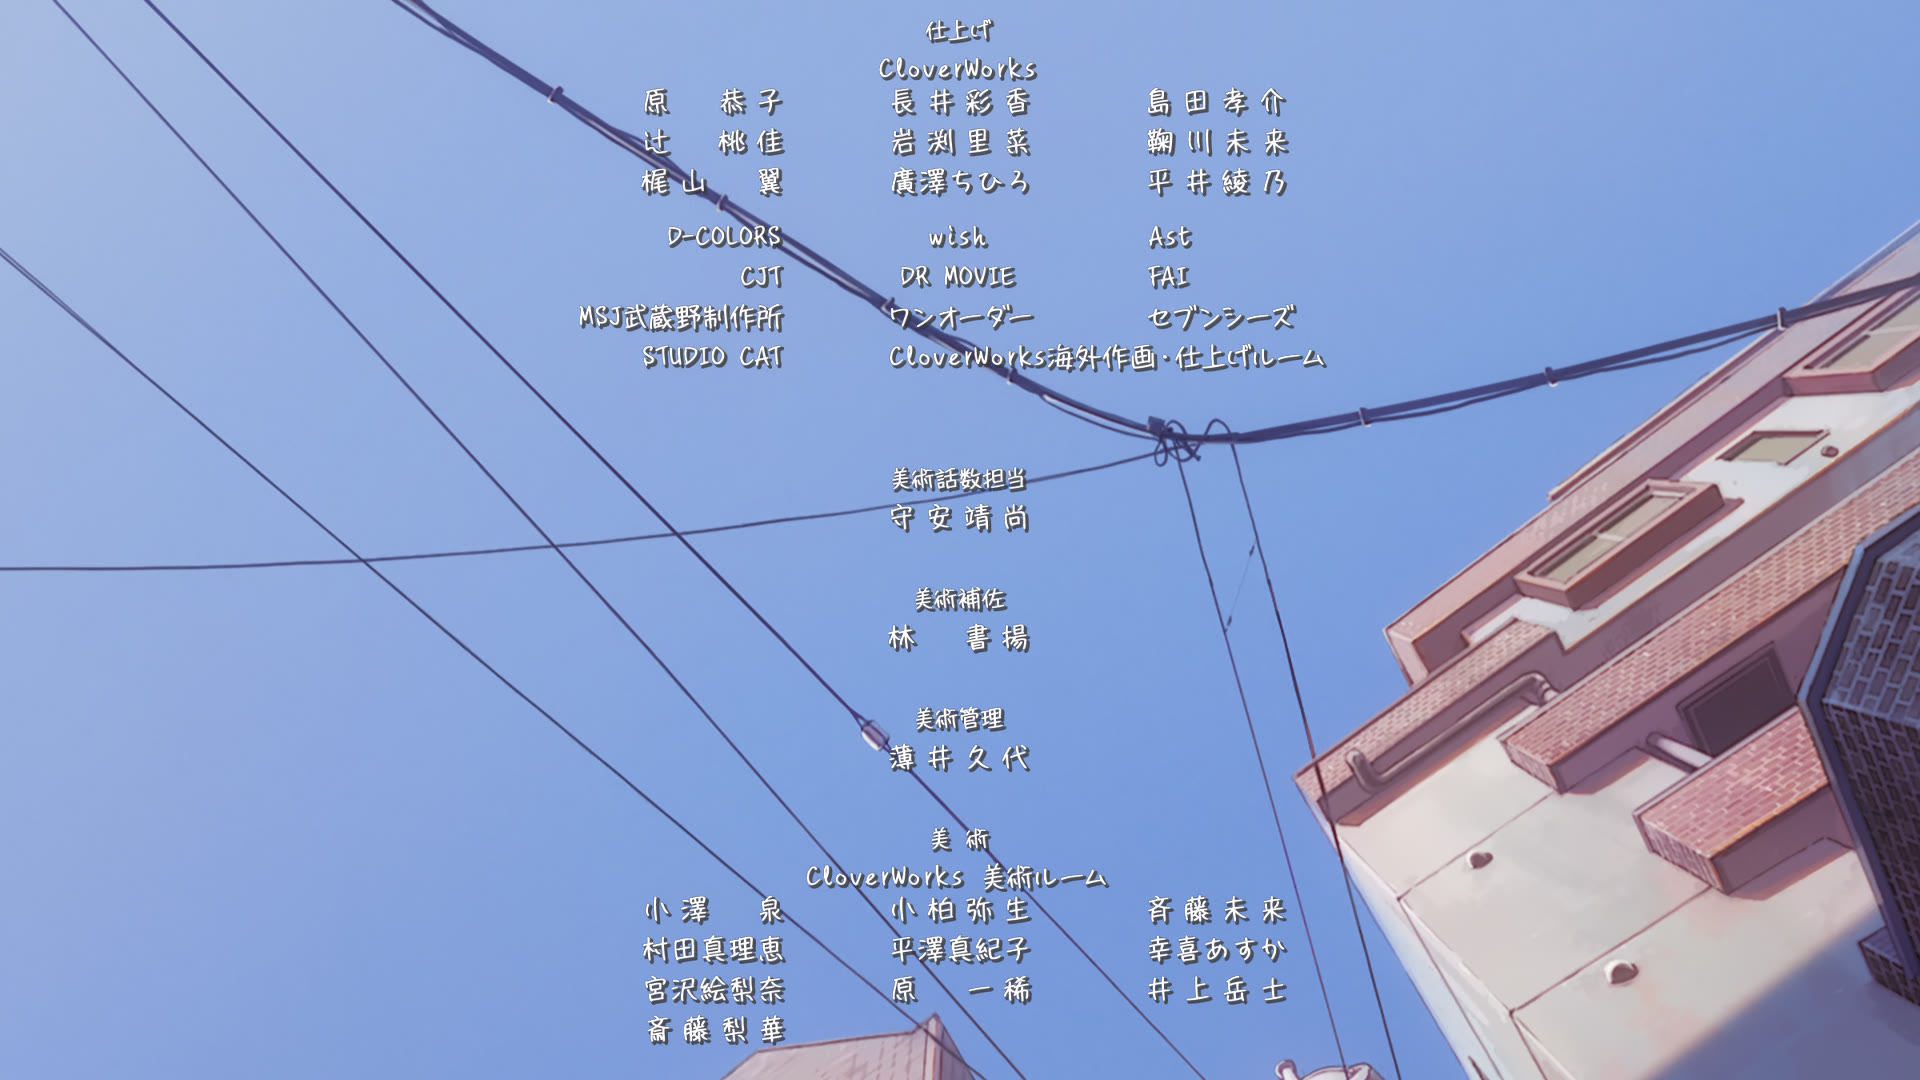 仕上げ
CloverWorks
原　恭子　長井彩香　島田孝介
辻　桃佳　岩渕里菜　鞠川未来
梶山　翼　廣澤ちひろ　平井綾乃
D-COLORS　wish　Ast
CJT　DR MOVIE　FAI
MSJ武蔵野制作所　ワンオーダー　セブンシーズ
STUDIO CAT　CloverWorks海外作画・仕上げルーム
美術話数担当
守安靖尚
美術補佐
林　書揚
美術管理
薄井久代
美術
CloverWorks 美術ルーム
小澤　泉　小柏弥生　斉藤未来
村田真理恵　平澤真紀子　幸喜あすか
宮沢絵梨奈　原　一稀　井上岳士
斎藤梨華